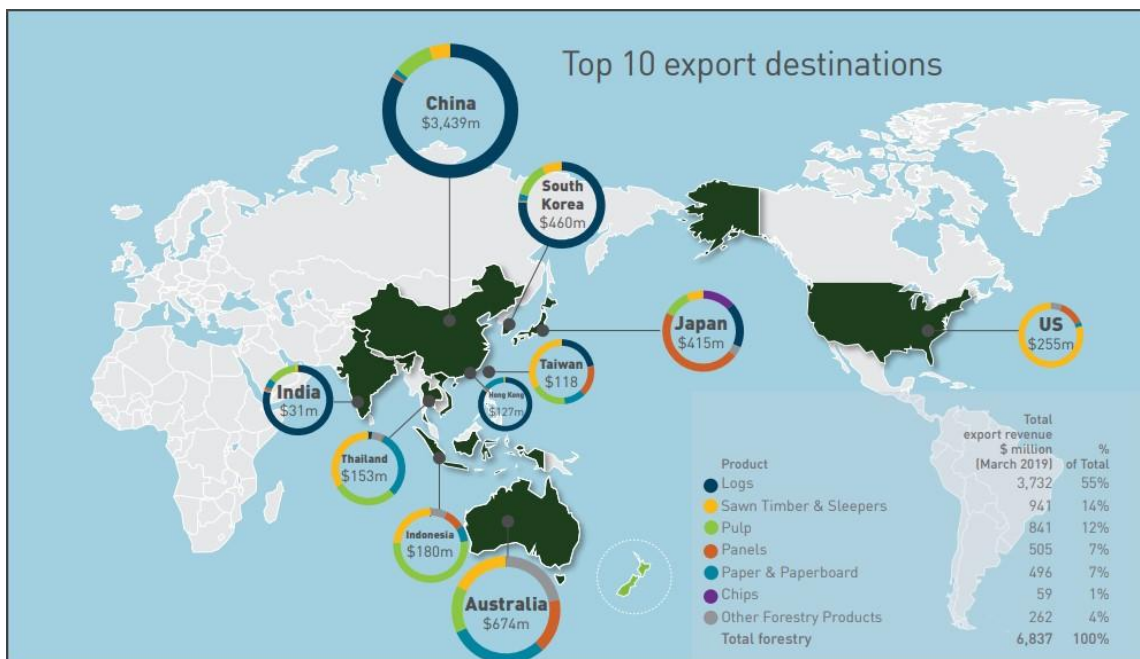 Top 10 export destinations
China
$3,439m
South
Korea
$460m
Japan
$415m
US
$255m
Taiwan
$118
Hong Kong
$127m
India
$31m
Thailand
$153m
Indonesia
$180m
Australia
$674m
Total
export revenue
$ million %
Product (March 2019) of Total
Logs 3,732 55%
Sawn Timber & Sleepers 941 14%
Pulp 841 12%
Panels 505 7%
Paper & Paperboard 496 7%
Chips 59 1%
Other Forestry Products 262 4%
Total forestry 6,837 100%